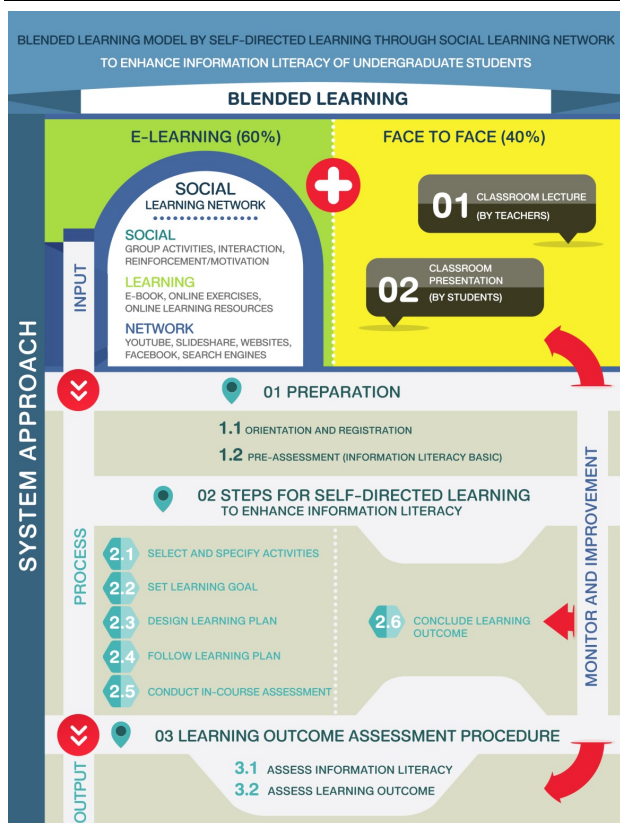 BLENDED LEARNING MODEL BY SELF-DIRECTED LEARNING THROUGH SOCIAL LEARNING NETWORK
TO ENHANCE INFORMATION LITERACY OF UNDERGRADUATE STUDENTS
BLENDED LEARNING
SYSTEM APPROACH
INPUT
E-LEARNING (60%)
SOCIAL
LEARNING NETWORK
SOCIAL
GROUP ACTIVITIES, INTERACTION,
REINFORCEMENT/MOTIVATION
LEARNING
E-BOOK, ONLINE EXERCISES,
ONLINE LEARNING RESOURCES
NETWORK
YOUTUBE, SLIDESHARE, WEBSITES,
FACEBOOK, SEARCH ENGINES
FACE TO FACE (40%)
01 CLASSROOM LECTURE
(BY TEACHERS)
02 CLASSROOM
PRESENTATION
(BY STUDENTS)
PROCESS
01 PREPARATION
1.1 ORIENTATION AND REGISTRATION
1.2 PRE-ASSESSMENT (INFORMATION LITERACY BASIC)
02 STEPS FOR SELF-DIRECTED LEARNING
TO ENHANCE INFORMATION LITERACY
2.1 SELECT AND SPECIFY ACTIVITIES
2.2 SET LEARNING GOAL
2.3 DESIGN LEARNING PLAN
2.4 FOLLOW LEARNING PLAN
2.5 CONDUCT IN-COURSE ASSESSMENT
2.6 CONCLUDE LEARNING
OUTCOME
MONITOR AND IMPROVEMENT
OUTPUT
03 LEARNING OUTCOME ASSESSMENT PROCEDURE
3.1 ASSESS INFORMATION LITERACY
3.2 ASSESS LEARNING OUTCOME